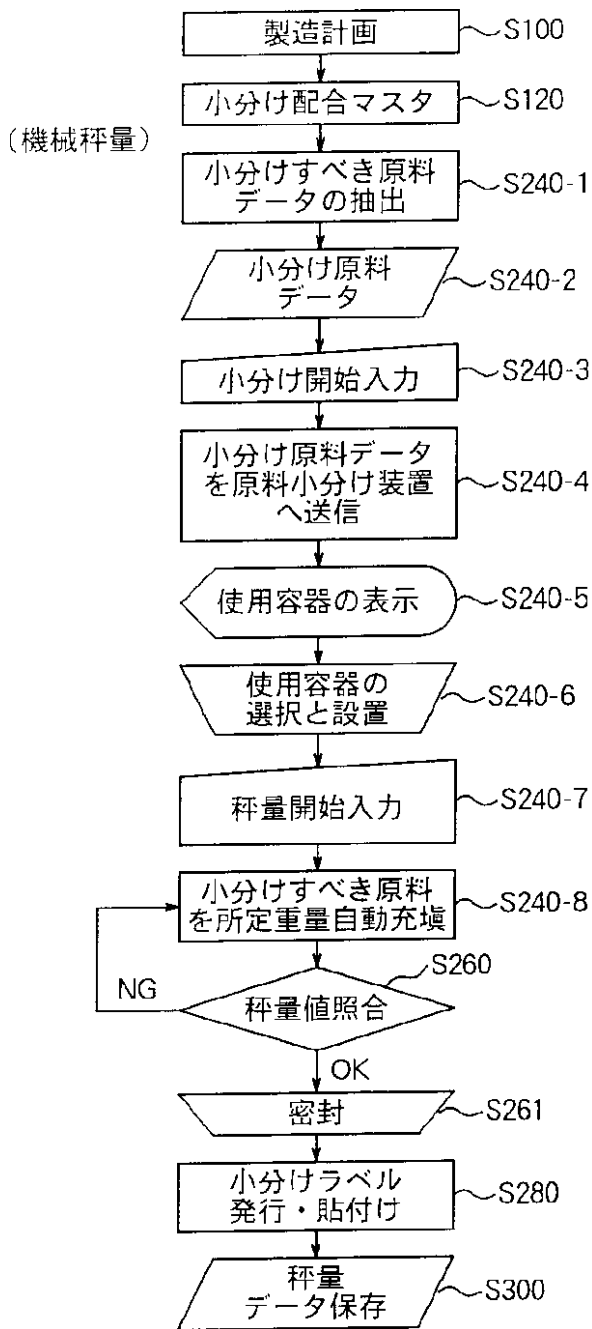 製造計画
S100
小分け配合マスタ
S120
(機械秤量)
小分けすべき原料
データの抽出
S240-1
小分け原料
データ
S240-2
小分け開始入力
S240-3
小分け原料データ
を原料小分け装置
へ送信
S240-4
使用容器の表示
S240-5
使用容器の
選択と設置
S240-6
秤量開始入力
S240-7
小分けすべき原料
を所定重量自動充填
S240-8
S260
NG
秤量値照合
OK
密封
S261
小分けラベル
発行・貼付け
S280
秤量
データ保存
S300